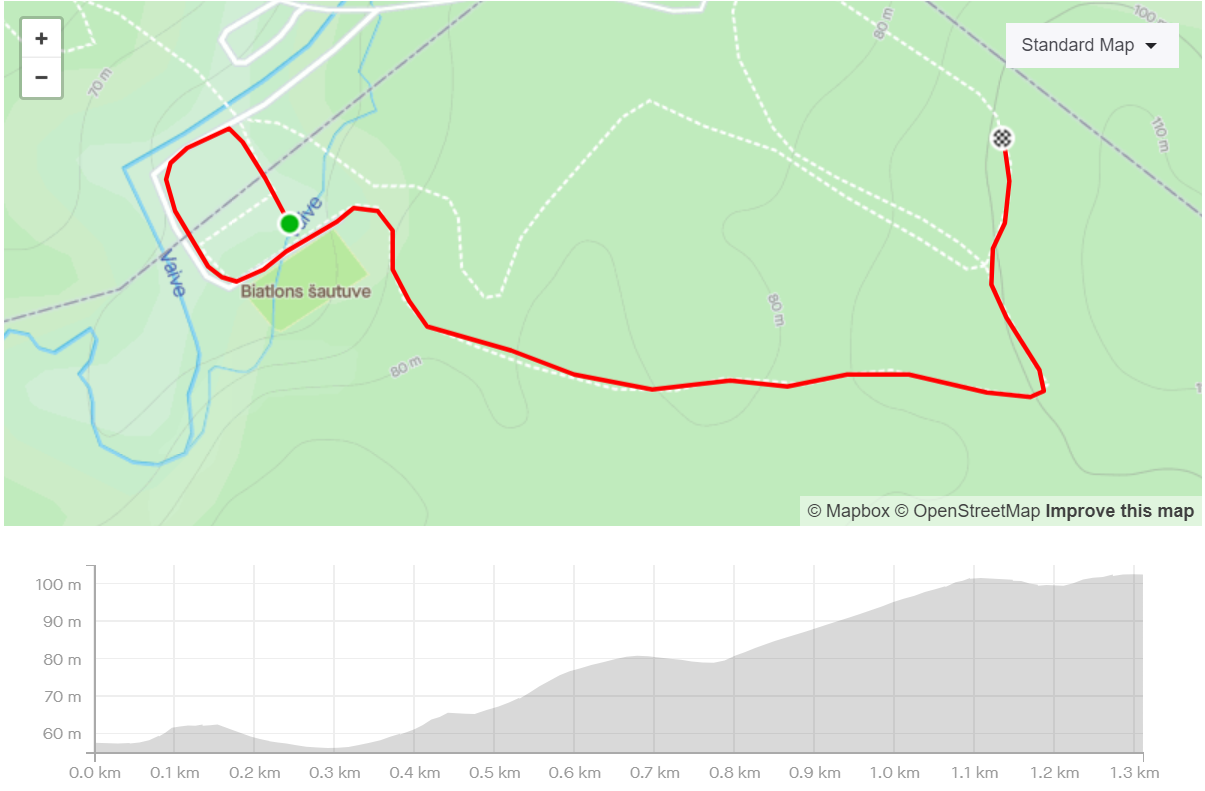 +
−
80 m
100
Standard Map
70 m
110 m
Vaive
Vaive
Biatlons šautuve
80 m
80 m
1
© Mapbox © OpenStreetMap Improve this map
100 m
90 m
80 m
70 m
60 m
0.0 km 0.1 km 0.2 km 0.3 km 0.4 km 0.5 km 0.6 km 0.7 km 0.8 km 0.9 km 1.0 km 1.1 km 1.2 km 1.3 km